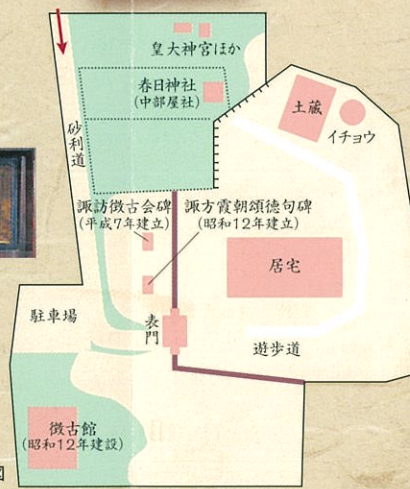 皇大神宮ほか
春日神社
(中部屋社)
土蔵
イチョウ
砂利道
諏訪徴古会碑
(平成7年建立)
諏方霞朝頌徳句碑
(昭和12年建立)
居宅
駐車場
表門
遊歩道
徴古館
(昭和12年建設)
図